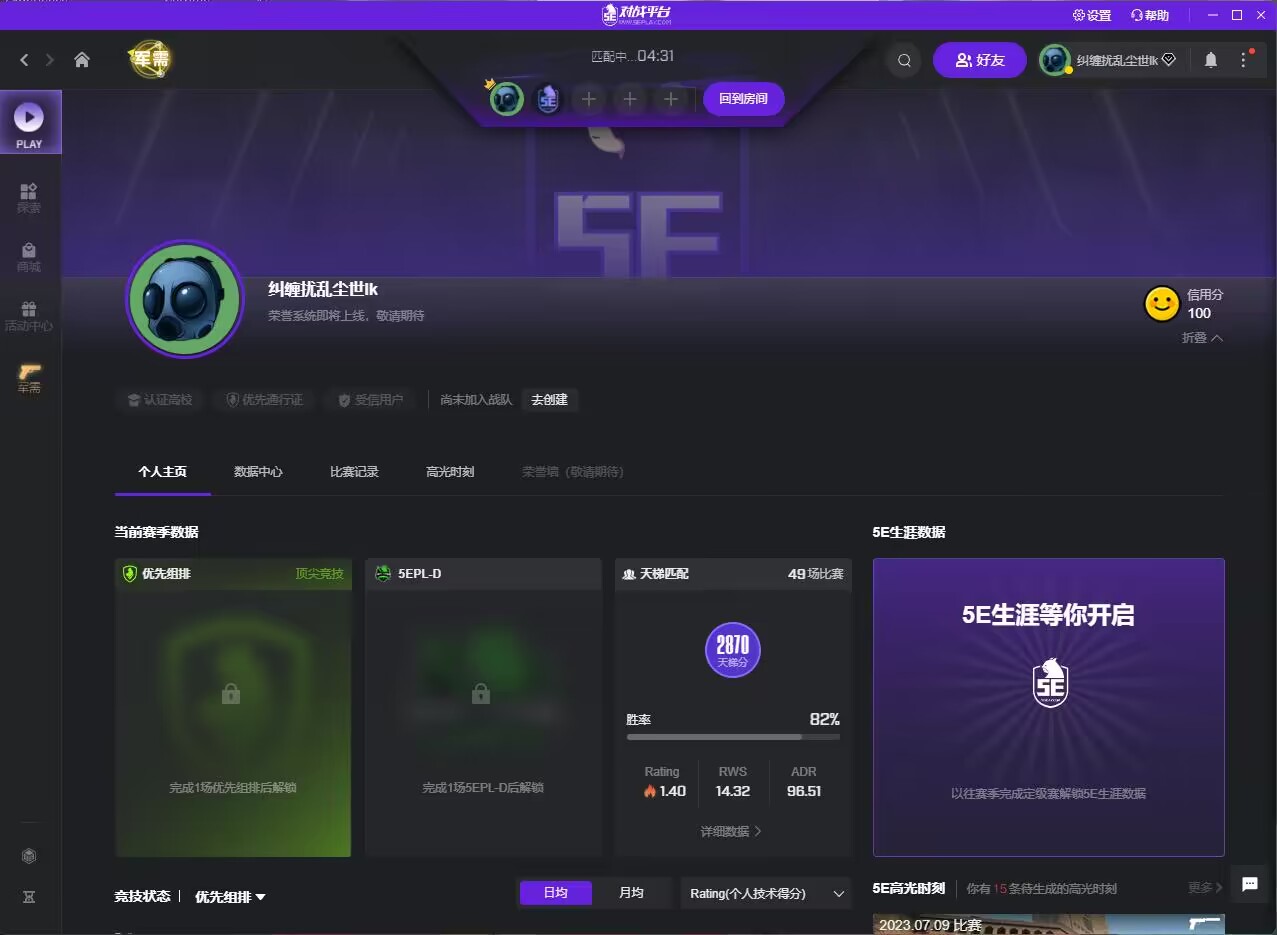 5E 对战平台
WWW.5EPLAY.COM
设置
帮助
军需
匹配中...04:31
5E
回到房间
好友
纠缠扰乱尘世lk
PLAY
探索
商城
活动中心
军需
5E
纠缠扰乱尘世lk
荣誉系统即将上线，敬请期待
信用分
100
折叠
认证高校
优先通行证
受信用户
尚未加入战队
去创建
个人主页
数据中心
比赛记录
高光时刻
荣誉墙（敬请期待）
当前赛季数据
5E生涯数据
优先组排
顶尖竞技
完成1场优先组排后解锁
5EPL-D
完成1场5EPL-D后解锁
天梯匹配
49场比赛
2870
天梯分
胜率
82%
Rating
RWS
ADR
1.40
14.32
96.51
详细数据
5E生涯等你开启
5E
以往赛季完成定级赛解锁5E生涯数据
竞技状态
优先组排
日均
月均
Rating(个人技术得分)
5E高光时刻
你有 15 条待生成的高光时刻
更多
2023.07.09 比赛